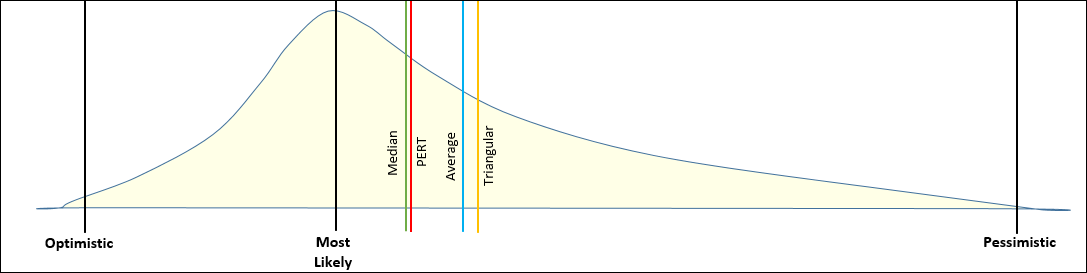 Median
PERT
Average
Triangular
Optimistic
Most
Likely
Pessimistic